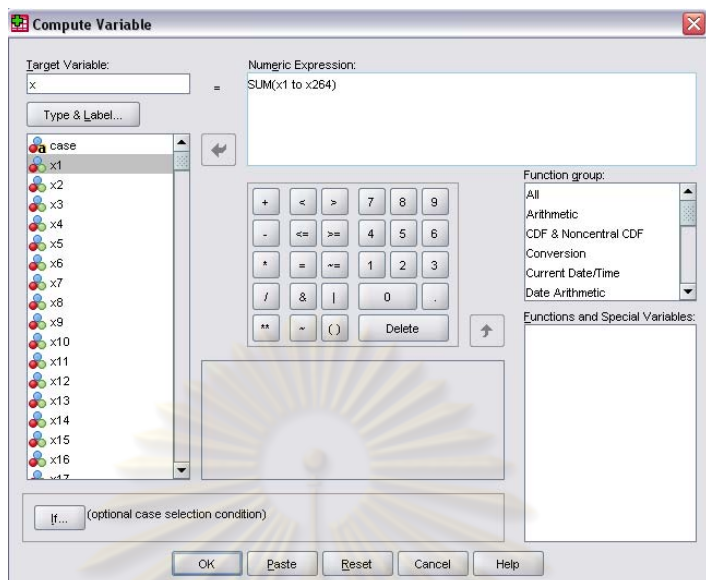 Compute Variable
Target Variable:
x
=
Type & Label...
case
x1
x2
x3
x4
x5
x6
x7
x8
x9
x10
x11
x12
x13
x14
x15
x16
x17
Numeric Expression:
SUM(x1 to x264)
+ < > 7 8 9
- <= >= 4 5 6
* = ~= 1 2 3
/ & | 0 .
** ~ ( ) Delete
Function group:
All
Arithmetic
CDF & Noncentral CDF
Conversion
Current Date/Time
Date Arithmetic
Functions and Special Variables:
If... (optional case selection condition)
OK Paste Reset Cancel Help